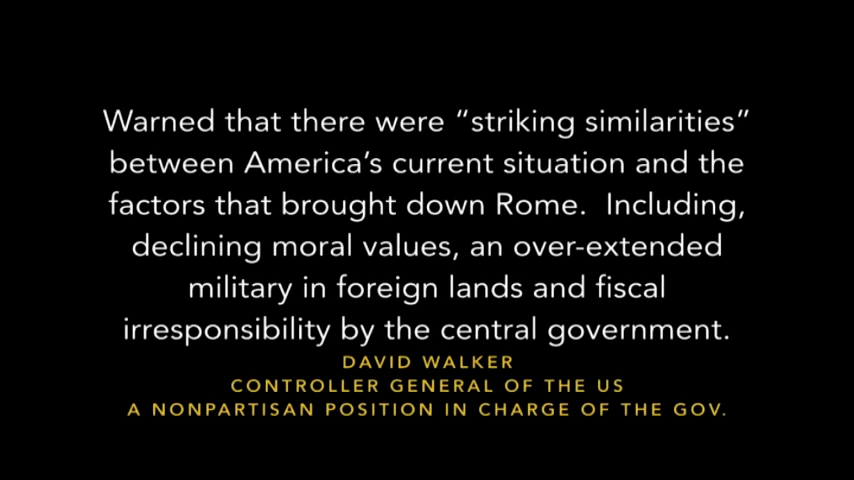 Warned that there were “striking similarities”
between America’s current situation and the
factors that brought down Rome.  Including,
declining moral values, an over-extended
military in foreign lands and fiscal
irresponsibility by the central government.
DAVID WALKER
CONTROLLER GENERAL OF THE US
A NONPARTISAN POSITION IN CHARGE OF THE GOV.